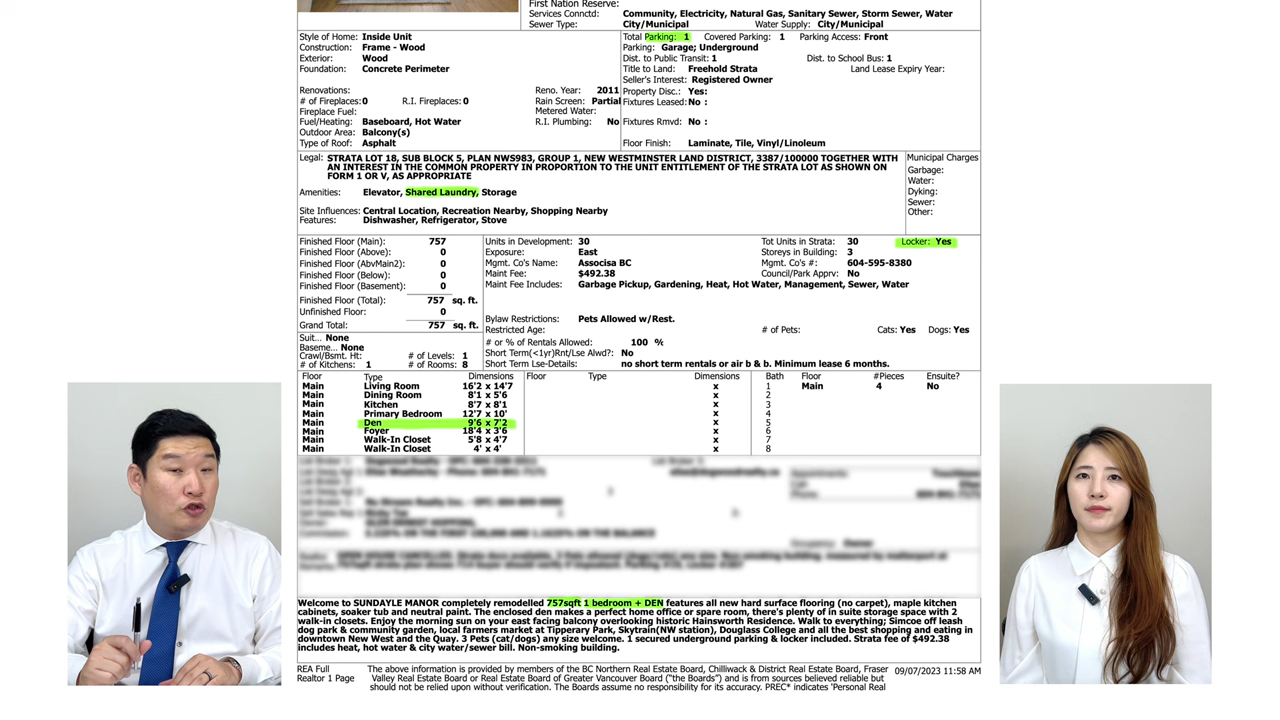 First Nation Reserve:
Services Connctd: Community, Electricity, Natural Gas, Sanitary Sewer, Storm Sewer, Water
Sewer Type: City/Municipal Water Supply: City/Municipal
Style of Home: Inside Unit
Construction: Frame - Wood
Exterior: Wood
Foundation: Concrete Perimeter
Renovations: Reno. Year: 2011
# of Fireplaces: 0 R.I. Fireplaces: 0 Rain Screen: Partial
Fireplace Fuel: Metered Water:
Fuel/Heating: Baseboard, Hot Water R.I. Plumbing: No
Outdoor Area: Balcony(s)
Type of Roof: Asphalt
Total Parking: 1 Covered Parking: 1 Parking Access: Front
Parking: Garage; Underground
Dist. to Public Transit: 1 Dist. to School Bus: 1
Title to Land: Freehold Strata Land Lease Expiry Year:
Seller's Interest: Registered Owner
Property Disc.: Yes:
Fixtures Leased: No :
Fixtures Rmvd: No :
Floor Finish: Laminate, Tile, Vinyl/Linoleum
Legal: STRATA LOT 18, SUB BLOCK 5, PLAN NWS983, GROUP 1, NEW WESTMINSTER LAND DISTRICT, 3387/100000 TOGETHER WITH
AN INTEREST IN THE COMMON PROPERTY IN PROPORTION TO THE UNIT ENTITLEMENT OF THE STRATA LOT AS SHOWN ON
FORM 1 OR V, AS APPROPRIATE
Amenities: Elevator, Shared Laundry, Storage
Site Influences: Central Location, Recreation Nearby, Shopping Nearby
Features: Dishwasher, Refrigerator, Stove
Municipal Charges
Garbage:
Water:
Dyking:
Sewer:
Other:
Finished Floor (Main): 757
Finished Floor (Above): 0
Finished Floor (AbvMain2): 0
Finished Floor (Below): 0
Finished Floor (Basement): 0
Finished Floor (Total): 757 sq. ft.
Unfinished Floor: 0
Grand Total: 757 sq. ft.
Suit... None
Baseme... None
Crawl/Bsmt. Ht: # of Levels: 1
# of Kitchens: 1 # of Rooms: 8
Units in Development: 30 Tot Units in Strata: 30 Locker: Yes
Exposure: East Storeys in Building: 3
Mgmt. Co's Name: Associsa BC Mgmt. Co's #: 604-595-8380
Maint Fee: $492.38 Council/Park Apprv: No
Maint Fee Includes: Garbage Pickup, Gardening, Heat, Hot Water, Management, Sewer, Water
Bylaw Restrictions: Pets Allowed w/Rest.
Restricted Age: # of Pets: Cats: Yes Dogs: Yes
# or % of Rentals Allowed: 100 %
Short Term(<1yr)Rnt/Lse Alwd?: No
Short Term Lse-Details: no short term rentals or air b & b. Minimum lease 6 months.
Floor Type Dimensions Floor Type Dimensions Bath Floor #Pieces Ensuite?
Main Living Room 16'2 x 14'7 x 1 Main 4 No
Main Dining Room 8'1 x 5'6 x 2
Main Kitchen 8'7 x 8'1 x 3
Main Primary Bedroom 12'7 x 10' x 4
Main Den 9'6 x 7'2 x 5
Main Foyer 18'4 x 3'6 x 6
Main Walk-In Closet 5'8 x 4'7 x 7
Main Walk-In Closet 4' x 4' x 8
Welcome to SUNDAYLE MANOR completely remodelled 757sqft 1 bedroom + DEN features all new hard surface flooring (no carpet), maple kitchen
cabinets, soaker tub and neutral paint. The enclosed den makes a perfect home office or spare room, there's plenty of in suite storage space with 2
walk-in closets. Enjoy the morning sun on your east facing balcony overlooking historic Hainsworth Residence. Walk to everything; Simcoe off leash
dog park & community garden, local farmers market at Tipperary Park, Skytrain(NW station), Douglass College and all the best shopping and eating in
downtown New West and the Quay. 3 Pets (cat/dogs) any size welcome. 1 secured underground parking & locker included. Strata fee of $492.38
includes heat, hot water & city water/sewer bill. Non-smoking building.
REA Full The above information is provided by members of the BC Northern Real Estate Board, Chilliwack & District Real Estate Board, Fraser 09/07/2023 11:58 AM
Realtor 1 Page Valley Real Estate Board or Real Estate Board of Greater Vancouver Board ("the Boards") and is from sources believed reliable but
should not be relied upon without verification. The Boards assume no responsibility for its accuracy. PREC* indicates 'Personal Real